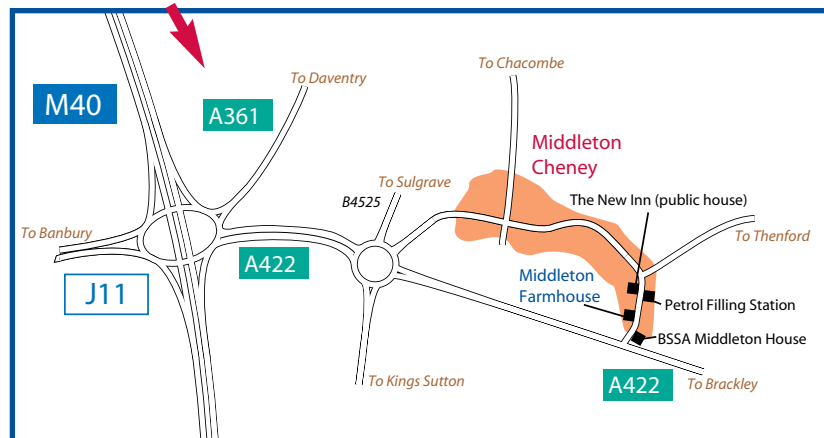 To Chacombe
To Daventry
M40
A361
Middleton
Cheney
To Sulgrave
B4525
The New Inn (public house)
To Banbury
To Thenford
A422
Middleton
Farmhouse
J11
Petrol Filling Station
BSSA Middleton House
To Kings Sutton
A422
To Brackley